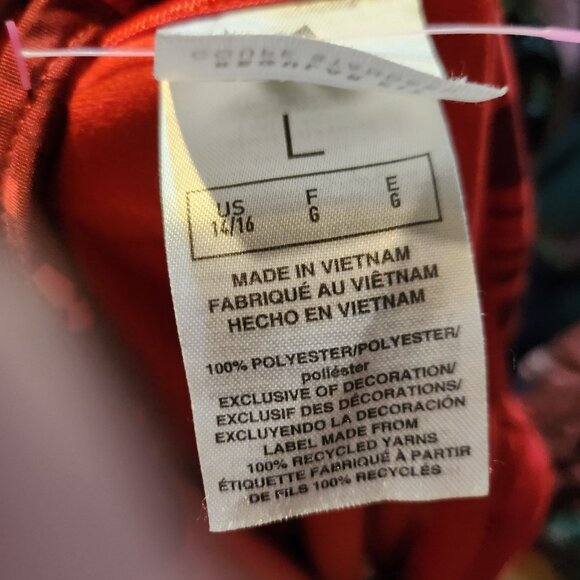 L
US F E
14/16 G G
MADE IN VIETNAM
FABRIQUÉ AU VIÊTNAM
HECHO EN VIETNAM
100% POLYESTER/POLYESTER/
poliéster
EXCLUSIVE OF DECORATION/
EXCLUSIF DES DÉCORATIONS/
EXCLUYENDO LA DECORACIÓN
LABEL MADE FROM
100% RECYCLED YARNS
ÉTIQUETTE FABRIQUÉ À PARTIR
DE FILS 100% RECYCLÉS